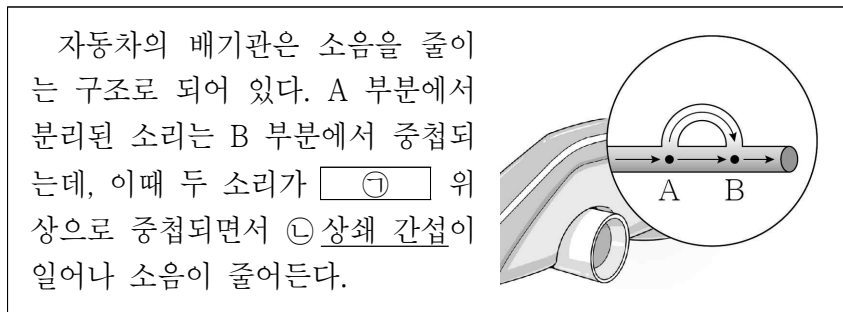 자동차의 배기관은 소음을 줄이
는 구조로 되어 있다. A 부분에서
분리된 소리는 B 부분에서 중첩되
는데, 이때 두 소리가 ㉠ 위
상으로 중첩되면서 ㉡상쇄 간섭이
일어나 소음이 줄어든다.
A B